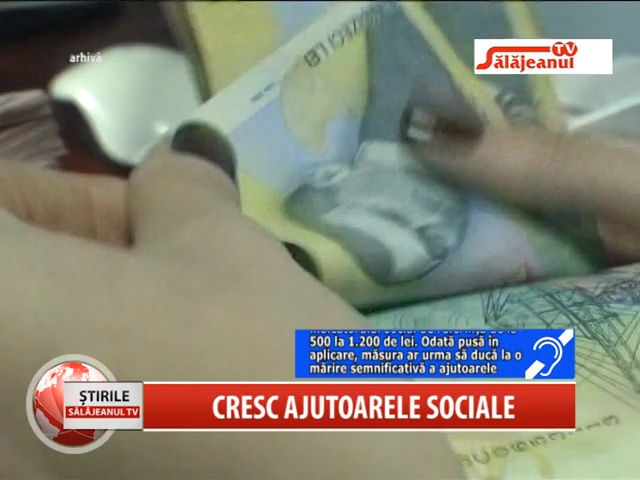 arhivă
Sălăjeanul TV
500 la 1.200 de lei. Odată pusă în
aplicare, măsura ar urma să ducă la o
mărire semnificativă a ajutoarele
ȘTIRILE
SĂLĂJEANUL TV
CRESC AJUTOARELE SOCIALE